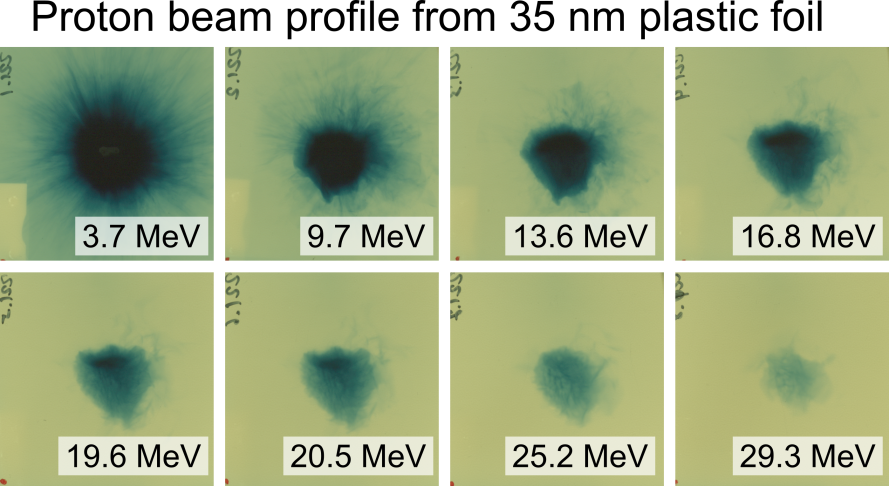 Proton beam profile from 35 nm plastic foil
3.7 MeV
9.7 MeV
13.6 MeV
16.8 MeV
19.6 MeV
20.5 MeV
25.2 MeV
29.3 MeV